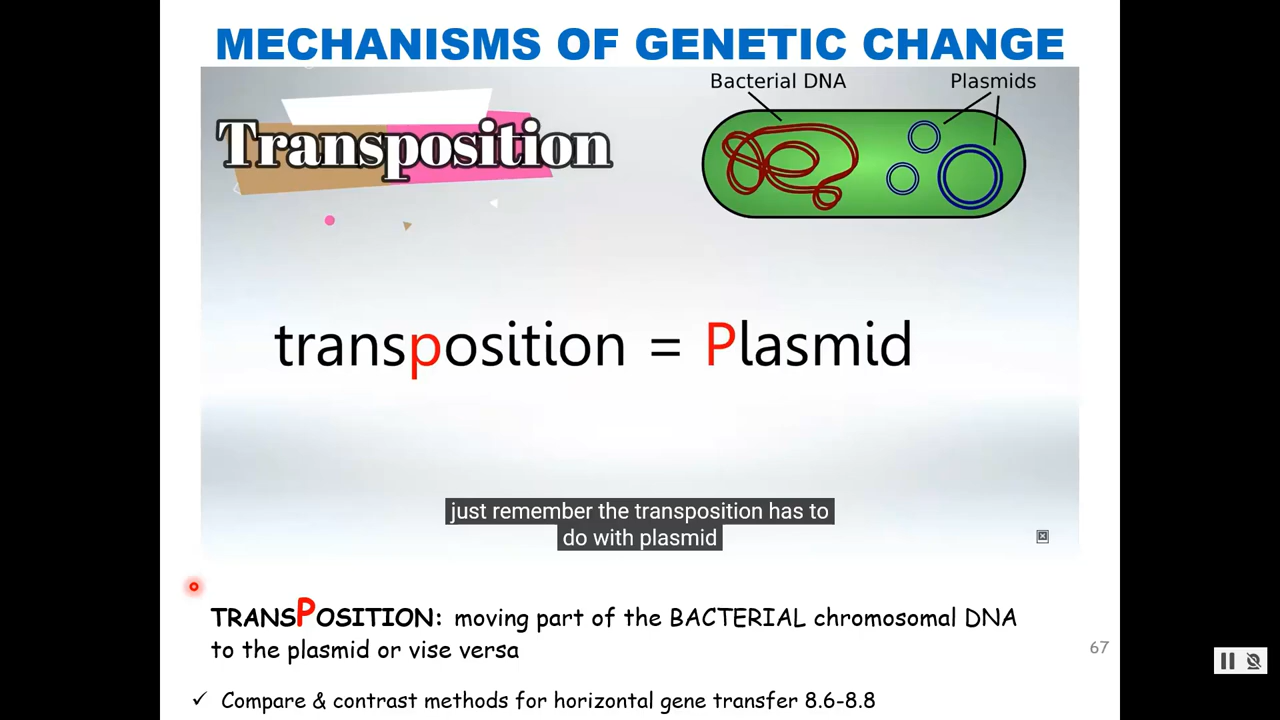 MECHANISMS OF GENETIC CHANGE
Bacterial DNA
Plasmids
Transposition
transposition = Plasmid
just remember the transposition has to
do with plasmid
TRANSPOSITION: moving part of the BACTERIAL chromosomal DNA
to the plasmid or vise versa
67
✓ Compare & contrast methods for horizontal gene transfer 8.6-8.8